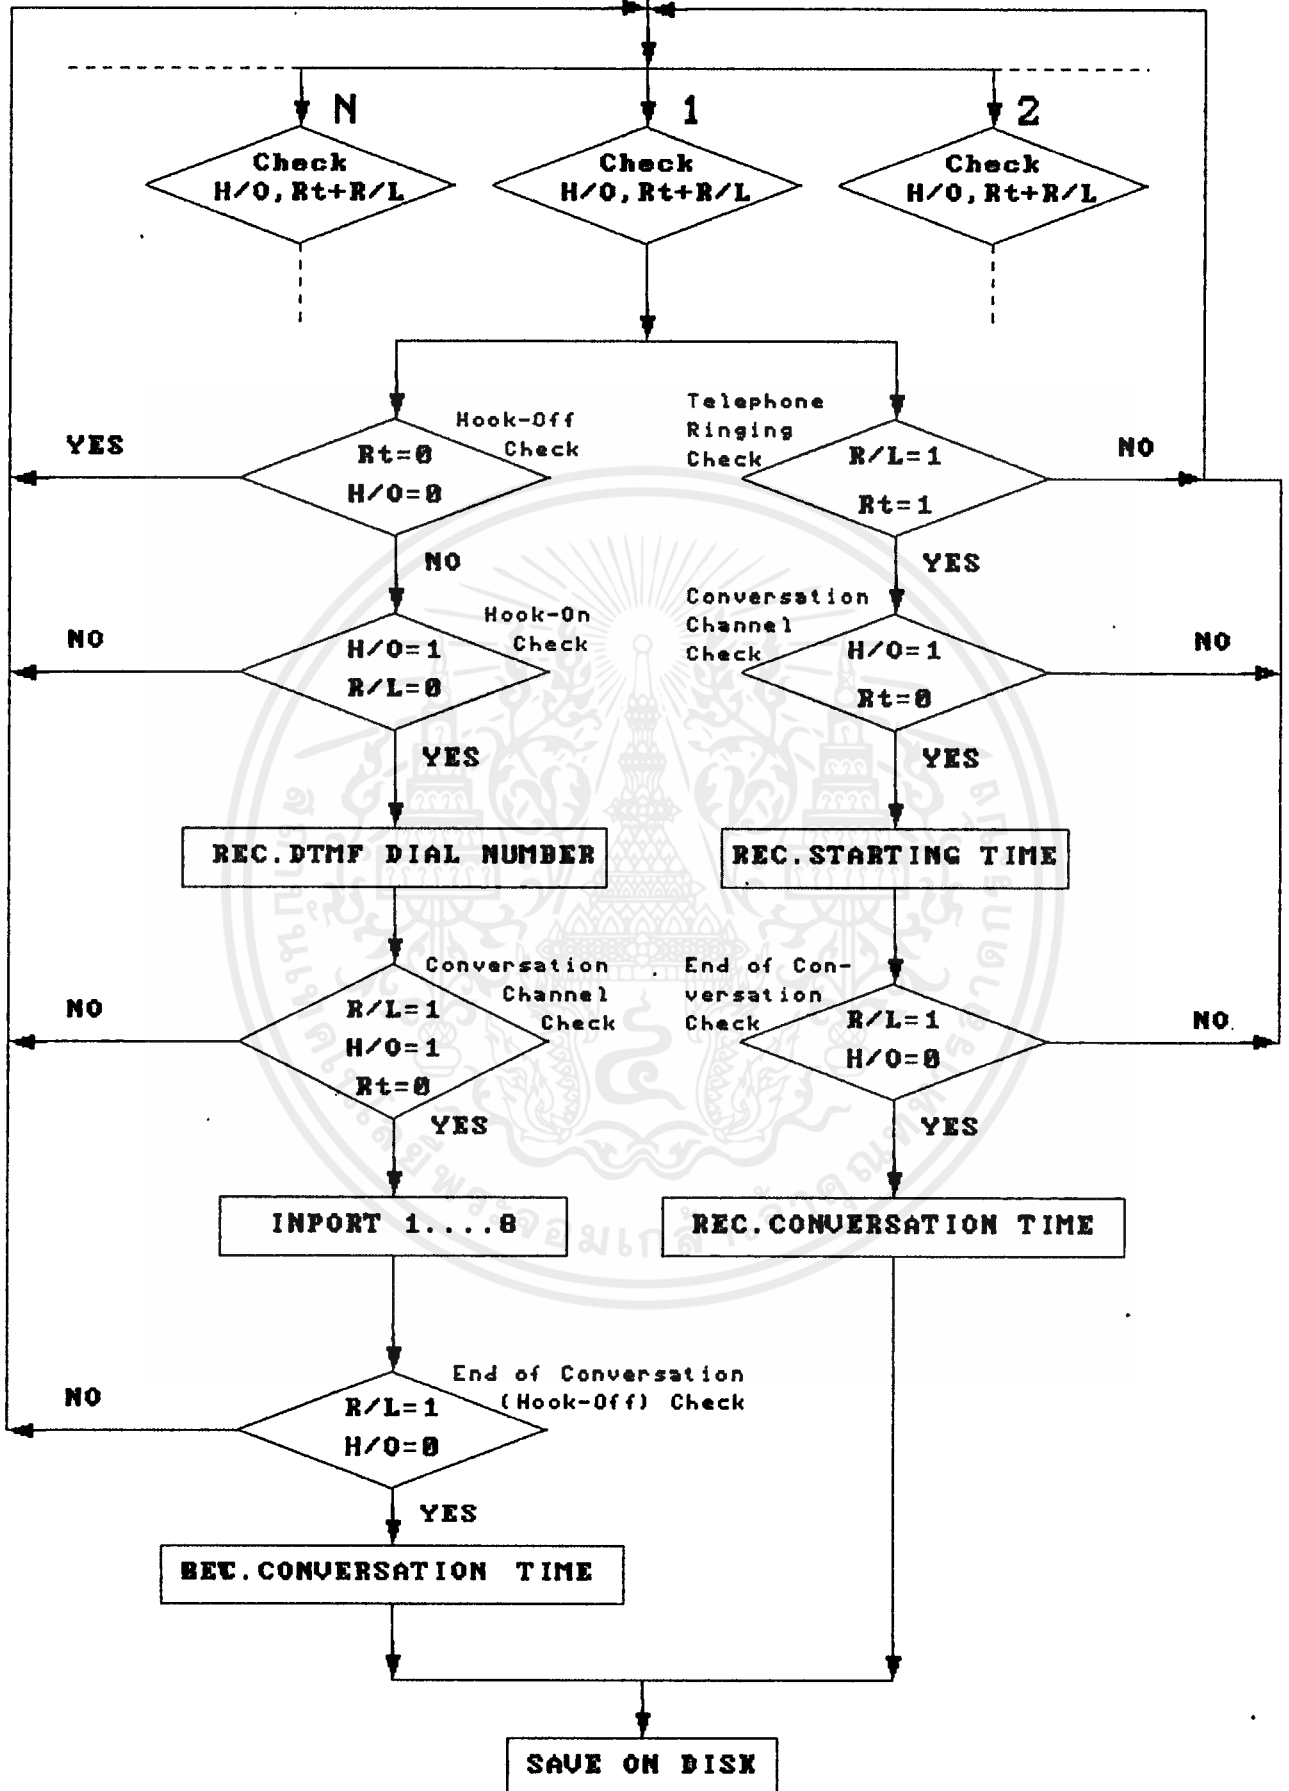 N
1
2
Check
H/O,Rt+R/L
Check
H/O,Rt+R/L
Check
H/O,Rt+R/L
Hook-Off
Check
Rt=0
H/O=0
YES
NO
Telephone
Ringing
Check
R/L=1
Rt=1
NO
YES
Hook-On
Check
H/O=1
R/L=0
NO
YES
Conversation
Channel
Check
H/O=1
Rt=0
NO
YES
REC.DTMF DIAL NUMBER
REC.STARTING TIME
Conversation
Channel
Check
R/L=1
H/O=1
Rt=0
NO
YES
End of Con-
versation
Check
R/L=1
H/O=0
NO
YES
INPORT 1....8
REC.CONVERSATION TIME
End of Conversation
(Hook-Off) Check
R/L=1
H/O=0
NO
YES
REC.CONVERSATION TIME
SAVE ON DISK